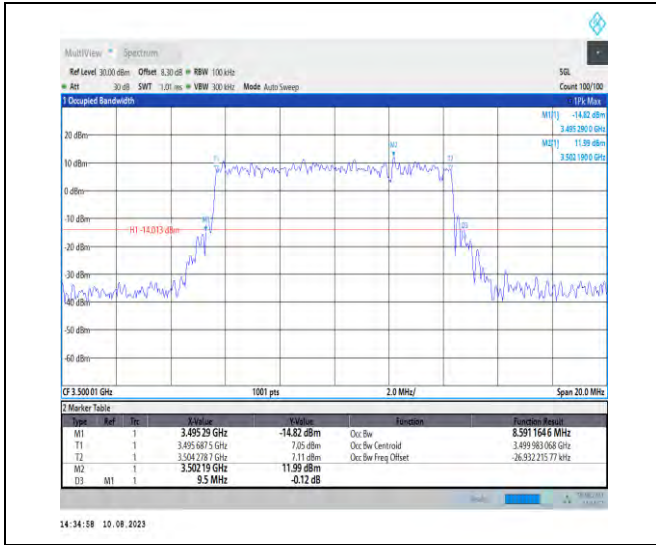 MultiView Spectrum
Ref Level 30.00 dBm Offset 8.30 dB RBW 100 kHz SGL
Att 30 dB SWT 1.01 ms VBW 300 kHz Mode Auto Sweep Count 100/100
1 Occupied Bandwidth 1Pk Max
M1[1] -14.82 dBm
3.495 290 0 GHz
M2[1] 11.99 dBm
3.502 190 0 GHz
20 dBm
M2
T1 T2
10 dBm
0 dBm
-10 dBm
M1 D3
H1 -14.013 dBm
-20 dBm
-30 dBm
-40 dBm
-50 dBm
-60 dBm
CF 3.500 01 GHz 1001 pts 2.0 MHz/ Span 20.0 MHz
2 Marker Table
Type Ref Trc X-Value Y-Value Function Function Result
M1 1 3.495 29 GHz -14.82 dBm Occ Bw 8.591 164 6 MHz
T1 1 3.495 687 5 GHz 7.05 dBm Occ Bw Centroid 3.499 983 068 GHz
T2 1 3.504 278 7 GHz 7.11 dBm Occ Bw Freq Offset -26.932 215 77 kHz
M2 1 3.502 19 GHz 11.99 dBm
D3 M1 1 9.5 MHz -0.12 dB
14:34:58 10.08.2023